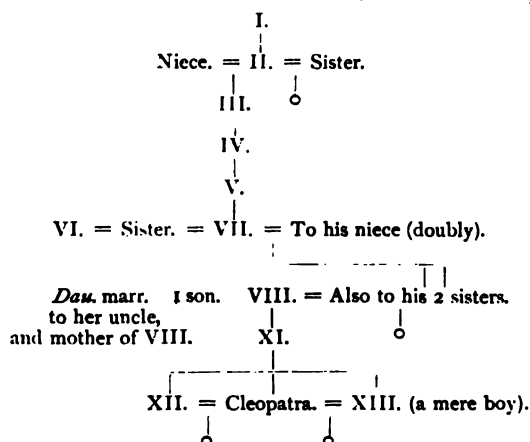 I.
Niece. = II. = Sister.
III.
IV.
V.
VI. = Sister. = VII. = To his niece (doubly).
Dau. marr. 1 son. VIII. = Also to his 2 sisters.
to her uncle,
and mother of VIII. XI.
XII. = Cleopatra. = XIII. (a mere boy).